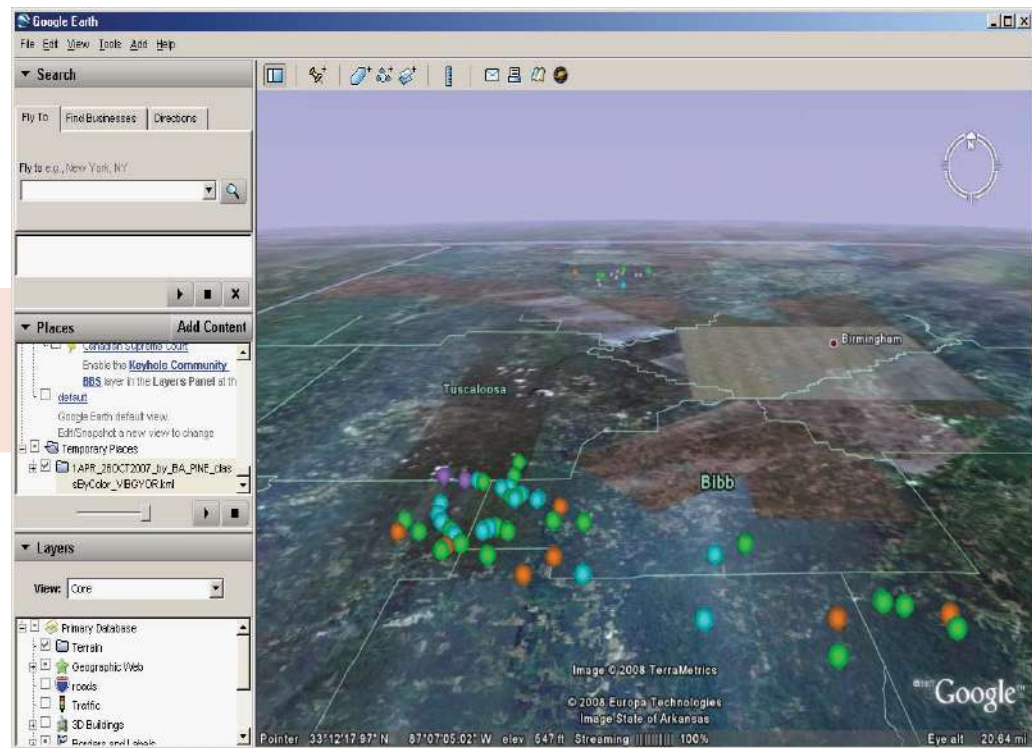 Google Earth
File Edit View Tools Add Help
Search
Fly To Find Businesses Directions
Fly to e.g., New York, NY
Places Add Content
Canadian Supreme Court
Enable the Keyhole Community
BBS layer in the Layers Panel at th
default
Google Earth default view.
Edit/Snapshot a new view to change
Temporary Places
1APR_28OCT2007_by_BA_PINE_clas
sByColor_VIBGYOR.kml
Layers
View: Core
Primary Database
Terrain
Geographic Web
roads
Traffic
3D Buildings
Borders and Labels
N
Birmingham
Tuscaloosa
Bibb
Image © 2008 TerraMetrics
© 2008 Europa Technologies
Image State of Arkansas
Google™
Pointer 33°12'17.97" N 87°07'05.02" W elev 647 ft Streaming 100% Eye alt 20.64 mi